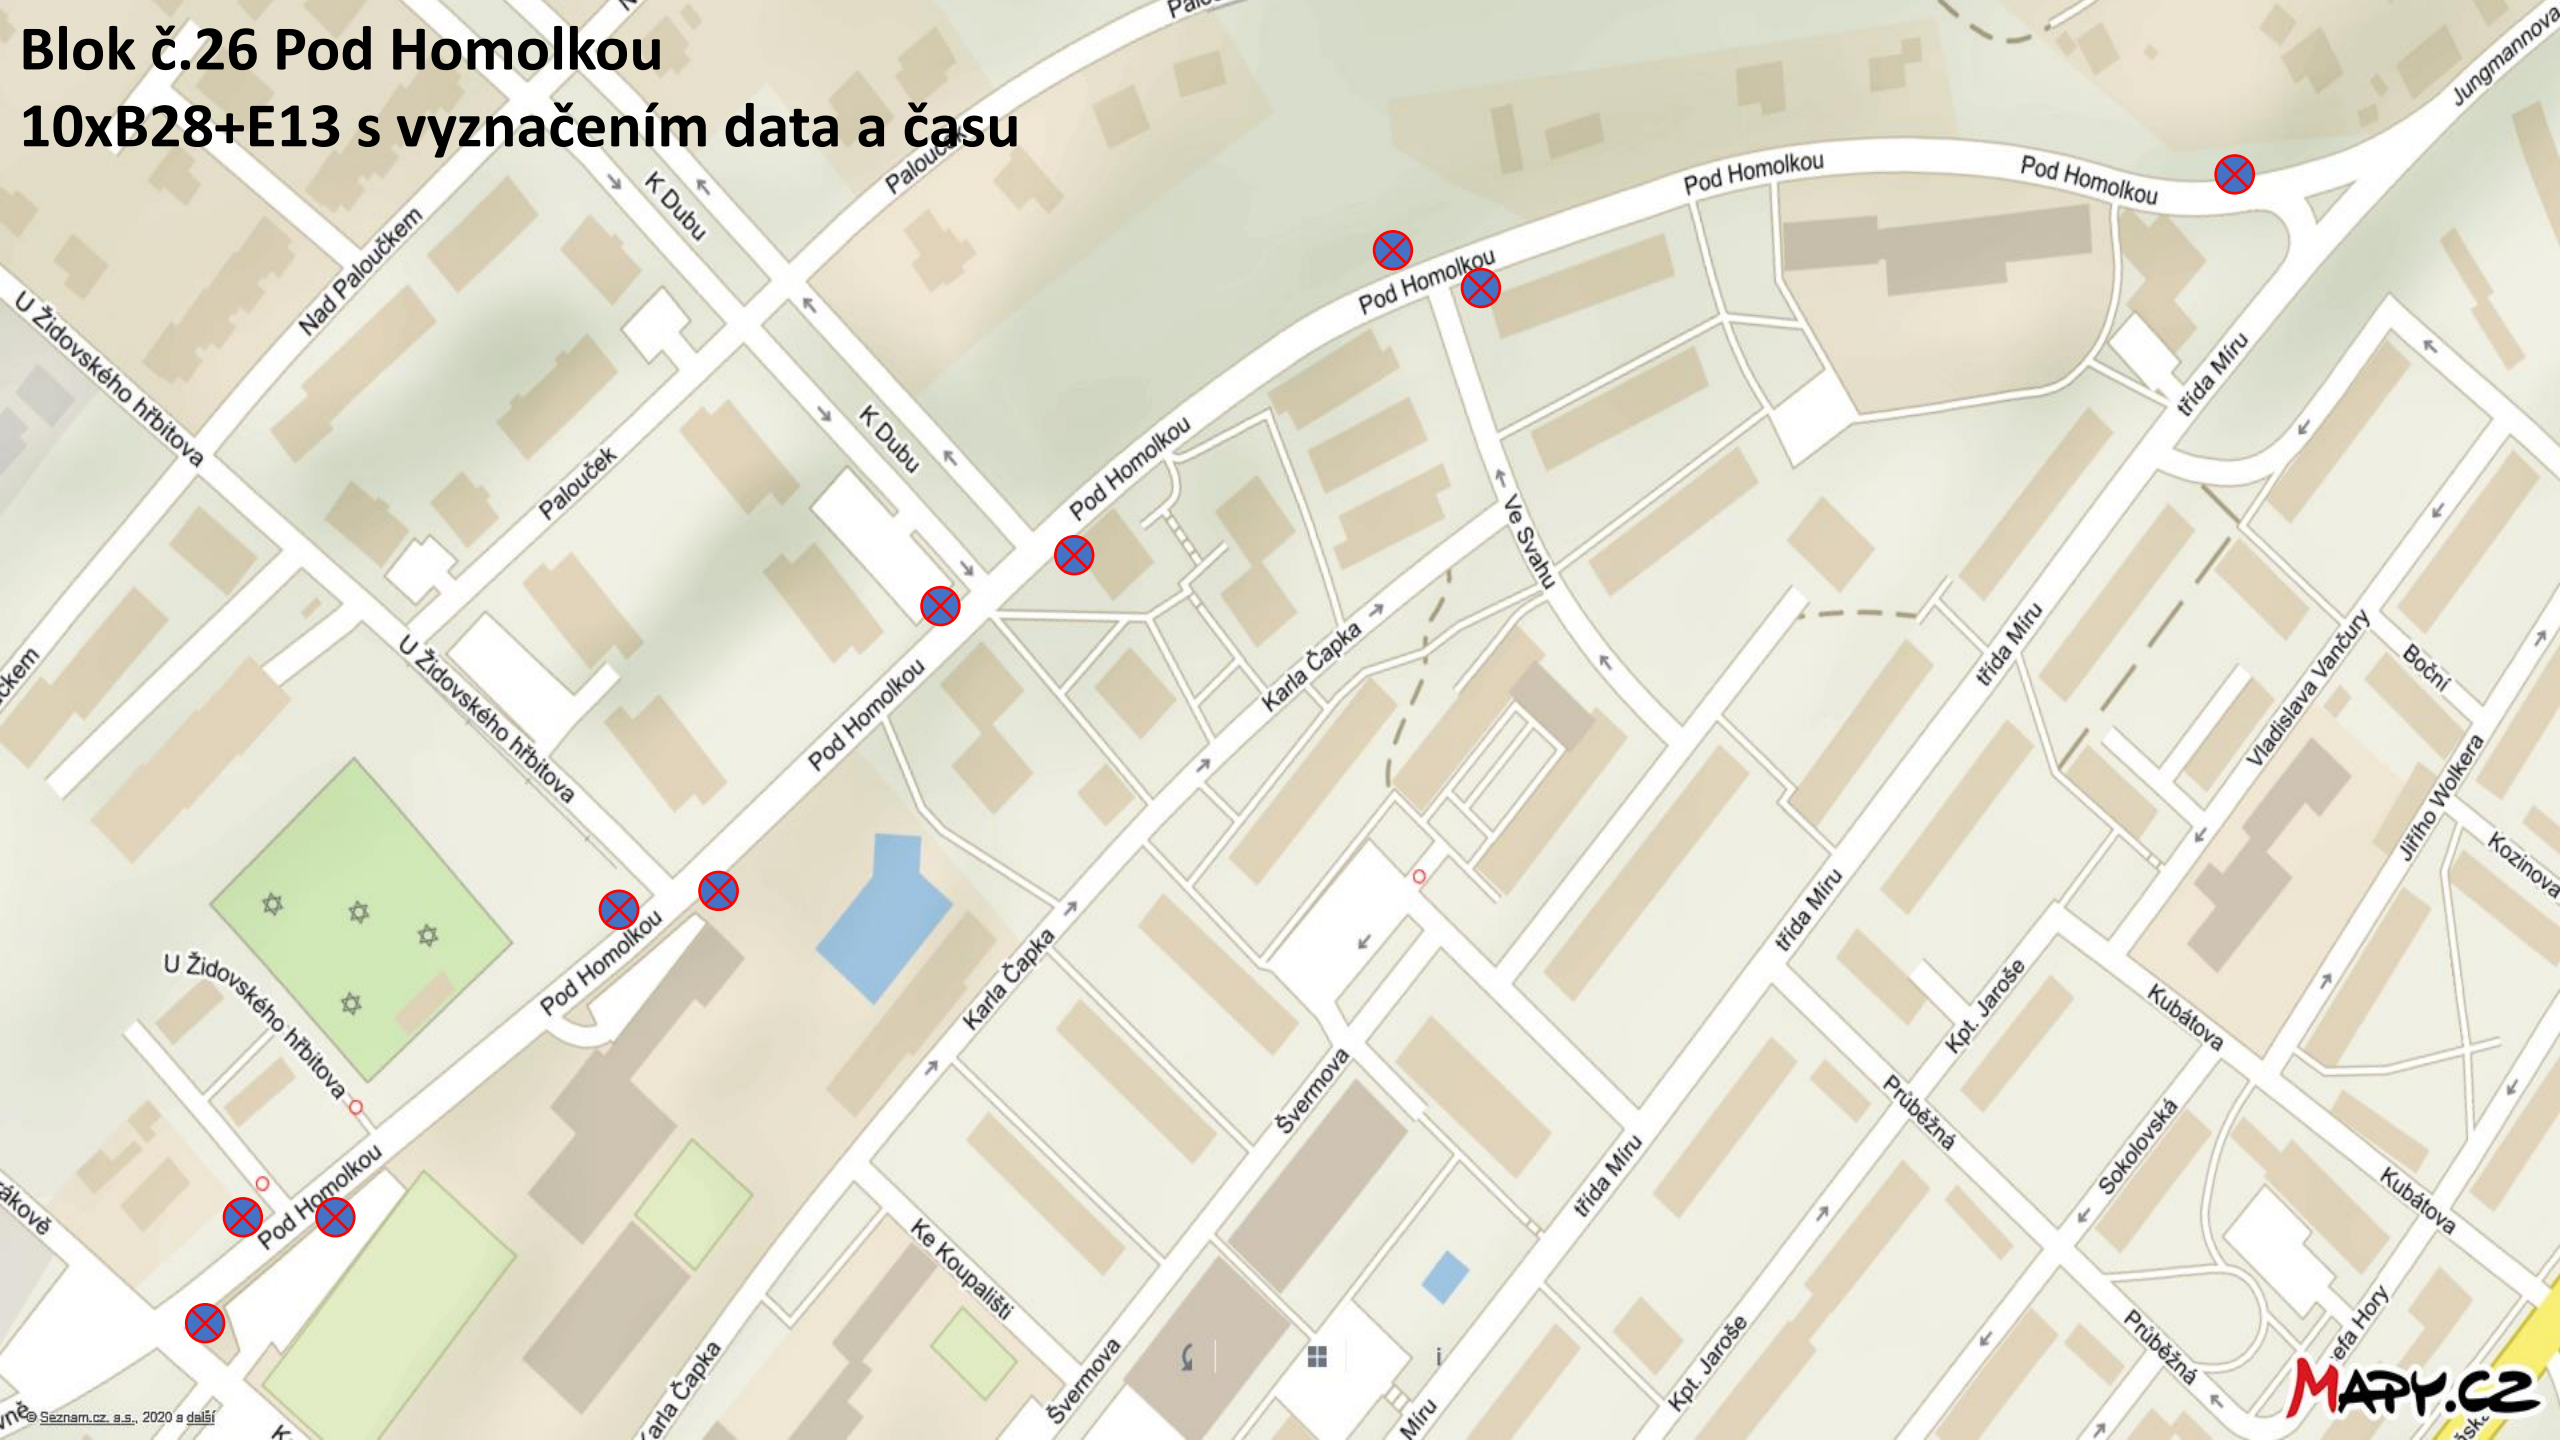 Blok č.26 Pod Homolkou
10xB28+E13 s vyznačením data a času
Jungmannova
Palouček
K Dubu
Pod Homolkou
Pod Homolkou
Nad Paloučkem
Pod Homolkou
U Židovského hřbitova
třída Míru
K Dubu
Pod Homolkou
Palouček
Ve Svahu
U Židovského hřbitova
Karla Čapka
třída Míru
Boční
Vladislava Vančury
Pod Homolkou
Jiřího Wolkera
Kozinova
třída Míru
Pod Homolkou
Karla Čapka
U Židovského hřbitova
Kpt. Jaroše
Kubátova
Švermova
Průběžná
Sokolovská
třída Míru
Kubátova
Pod Homolkou
Ke Koupališti
Průběžná
Kpt. Jaroše
Karla Čapka
Švermova
Míru
i
© Seznam.cz, a.s., 2020 a další
MAPY.CZ